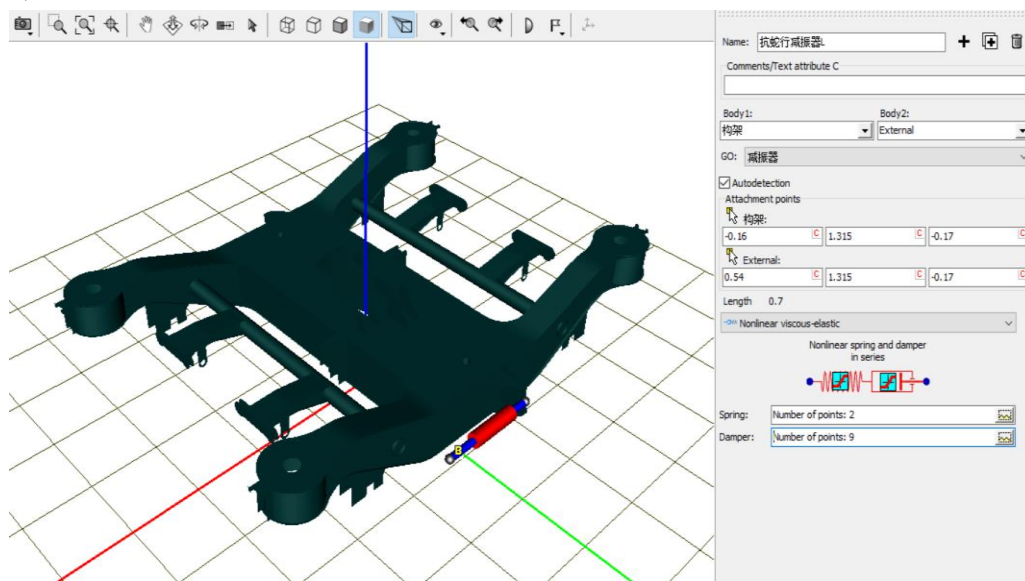 Name: 抗蛇行减振器L
Comments/Text attribute C
Body1: Body2:
构架 External
GO: 减振器
Autodetection
Attachment points
构架:
-0.16 C 1.315 C -0.17 C
External:
0.54 C 1.315 C -0.17 C
Length 0.7
Nonlinear viscous-elastic
Nonlinear spring and damper
in series
Spring: Number of points: 2
Damper: Number of points: 9
B